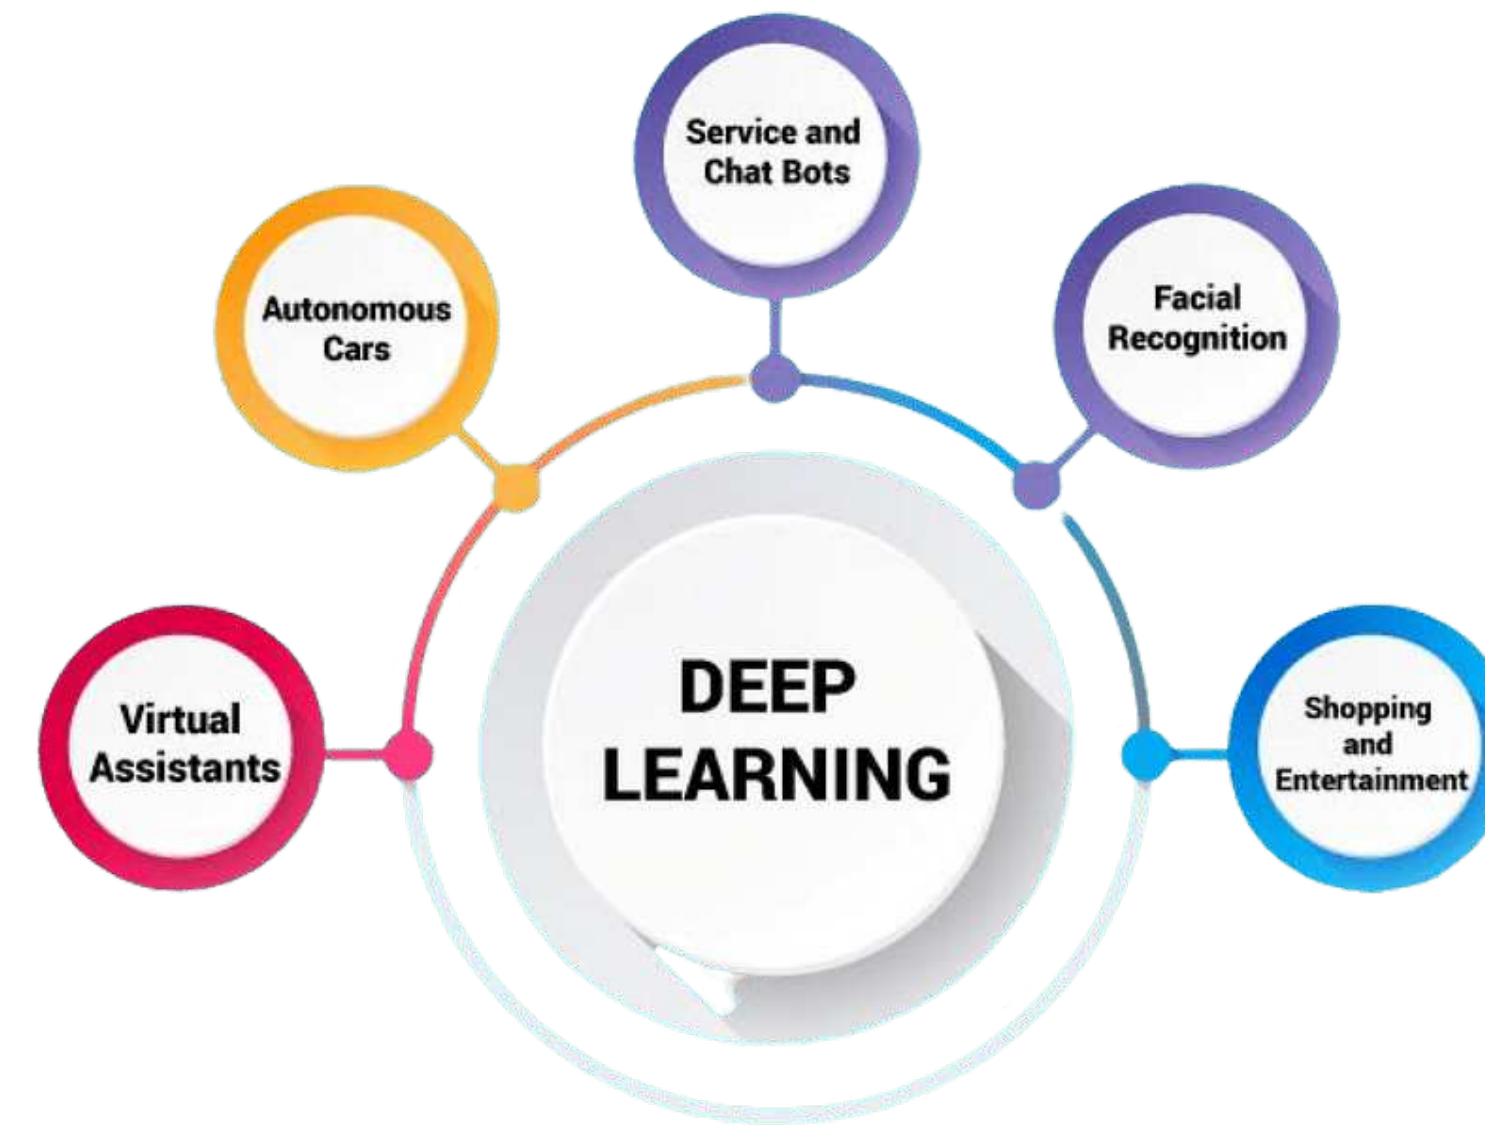 Service and
Chat Bots
Autonomous
Cars
Facial
Recognition
Virtual
Assistants
DEEP
LEARNING
Shopping
and
Entertainment